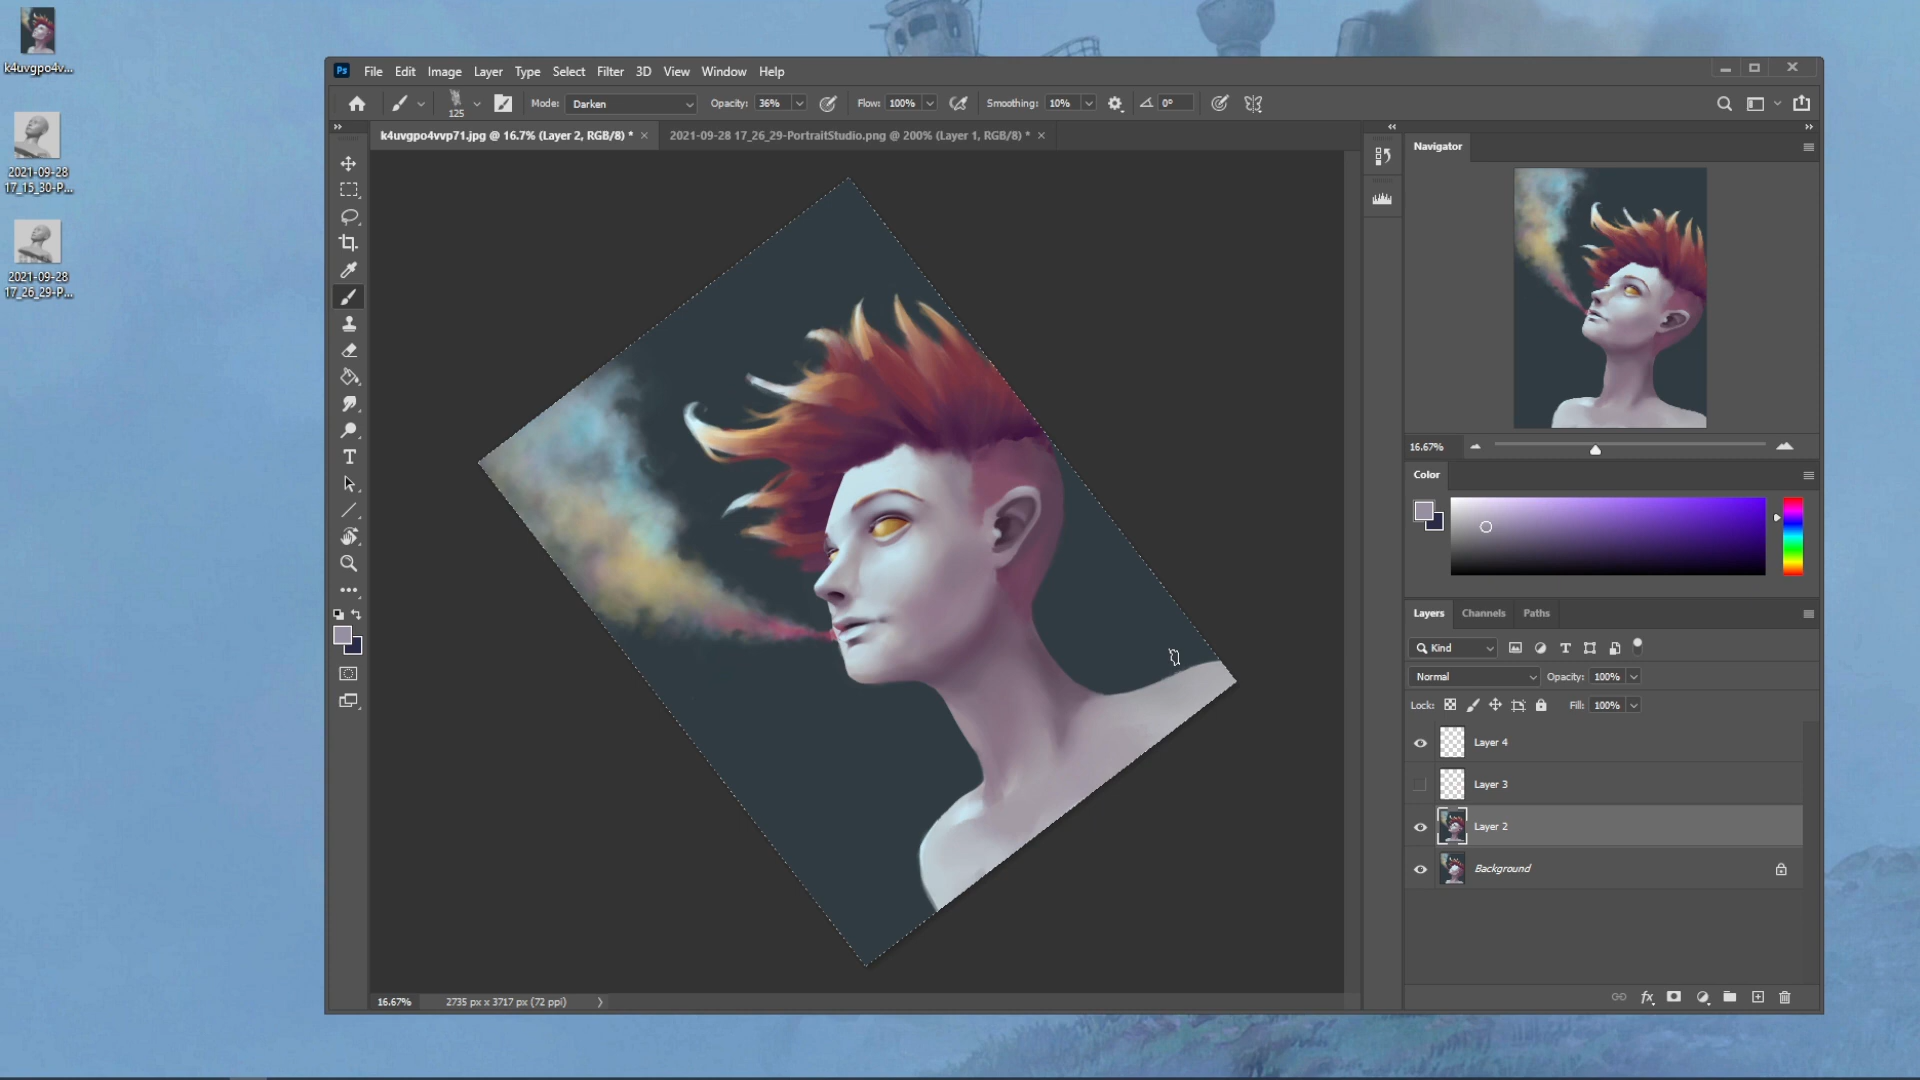 k4uvgpo4v...
2021-09-28
17_15_30-P...
2021-09-28
17_26_29-P...
Ps File Edit Image Layer Type Select Filter 3D View Window Help
125 Mode: Darken Opacity: 36% Flow: 100% Smoothing: 10% 0°
k4uvgpo4vvp71.jpg @ 16.7% (Layer 2, RGB/8) * × 2021-09-28 17_26_29-PortraitStudio.png @ 200% (Layer 1, RGB/8) * ×
Navigator
16.67%
Color
Layers Channels Paths
Kind
Normal Opacity: 100%
Lock: Fill: 100%
Layer 4
Layer 3
Layer 2
Background
fx
16.67% 2735 px x 3717 px (72 ppi)